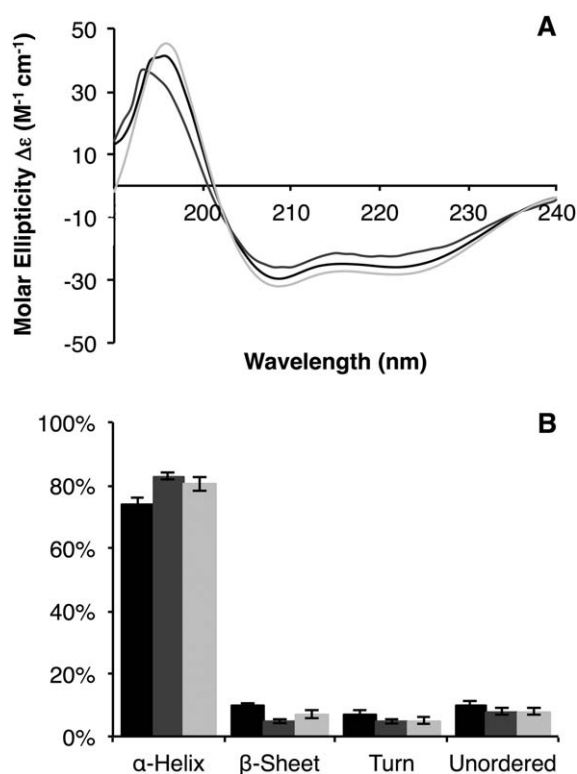 A
50
30
10
-10
-30
-50
200 210 220 230 240
Molar Ellipticity Δε (M⁻¹ cm⁻¹)
Wavelength (nm)
B
100%
80%
60%
40%
20%
0%
α-Helix β-Sheet Turn Unordered